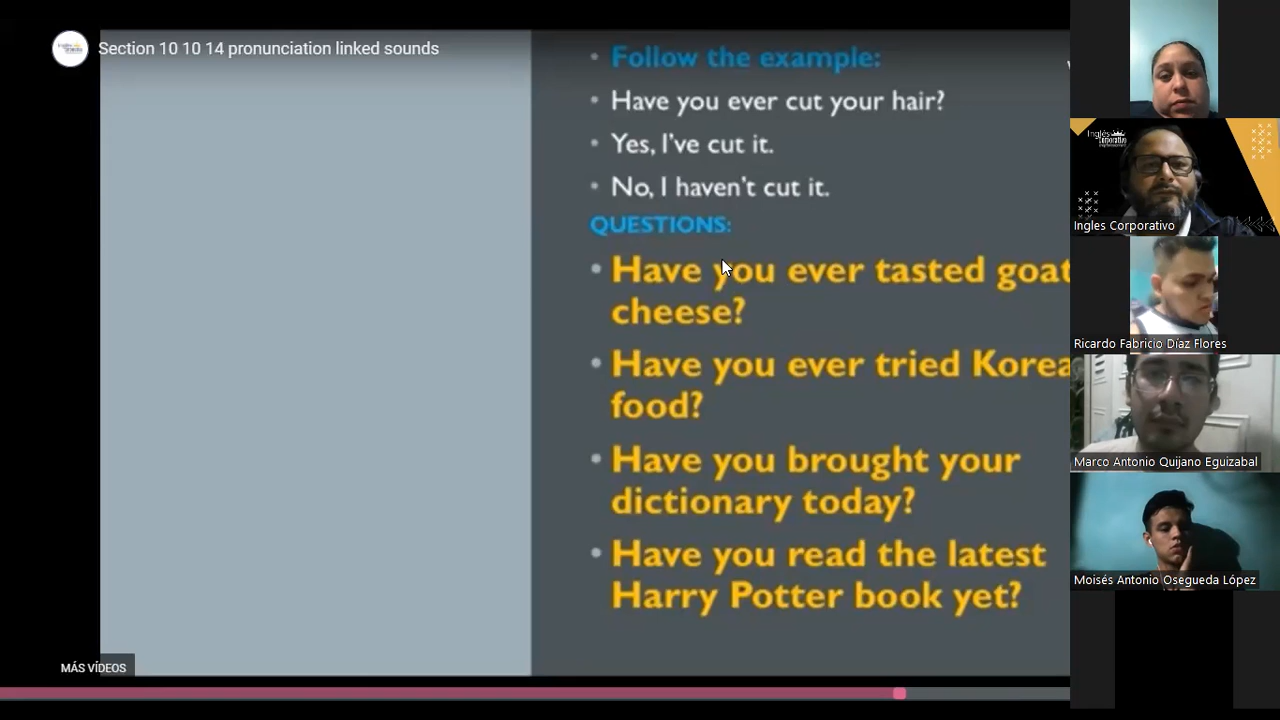 Section 10 10 14 pronunciation linked sounds
Follow the example:
Have you ever cut your hair?
Yes, I've cut it.
No, I haven't cut it.
QUESTIONS:
Have you ever tasted goat
cheese?
Have you ever tried Korea
food?
Have you brought your
dictionary today?
Have you read the latest
Harry Potter book yet?
MÁS VÍDEOS
Inglés
Corporativo
Ingles Corporativo
Ricardo Fabricio Díaz Flores
Marco Antonio Quijano Eguizabal
Moisés Antonio Osegueda López